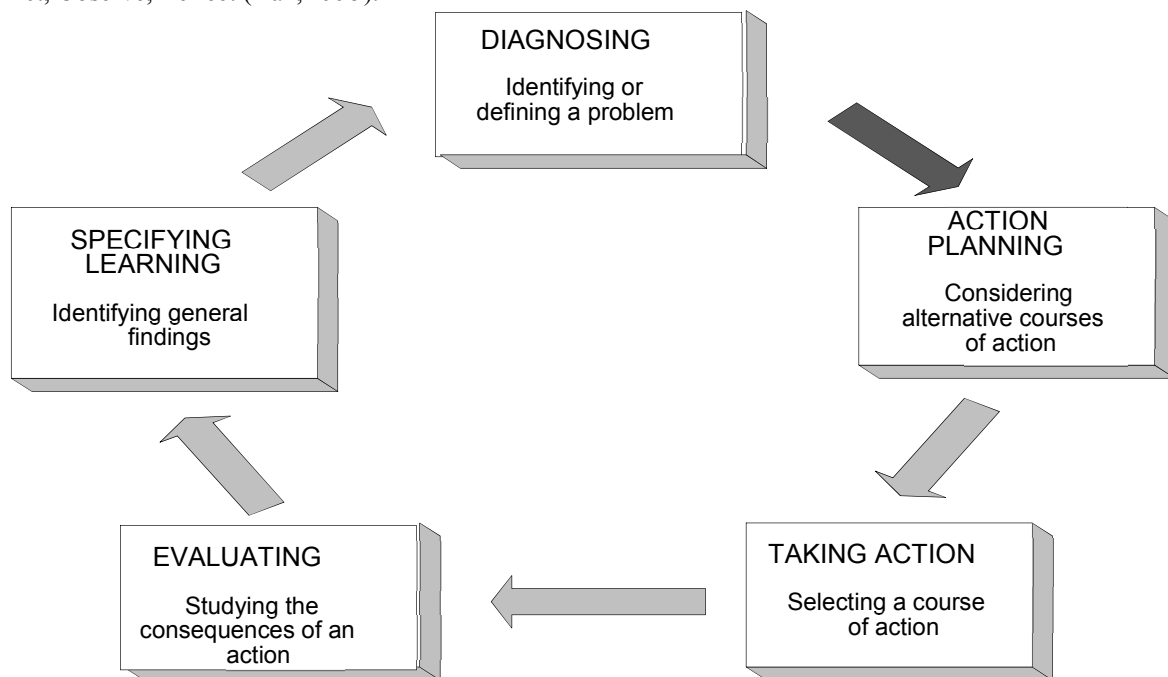 DIAGNOSING
Identifying or
defining a problem
ACTION
PLANNING
Considering
alternative courses
of action
TAKING ACTION
Selecting a course
of action
EVALUATING
Studying the
consequences of an
action
SPECIFYING
LEARNING
Identifying general
findings